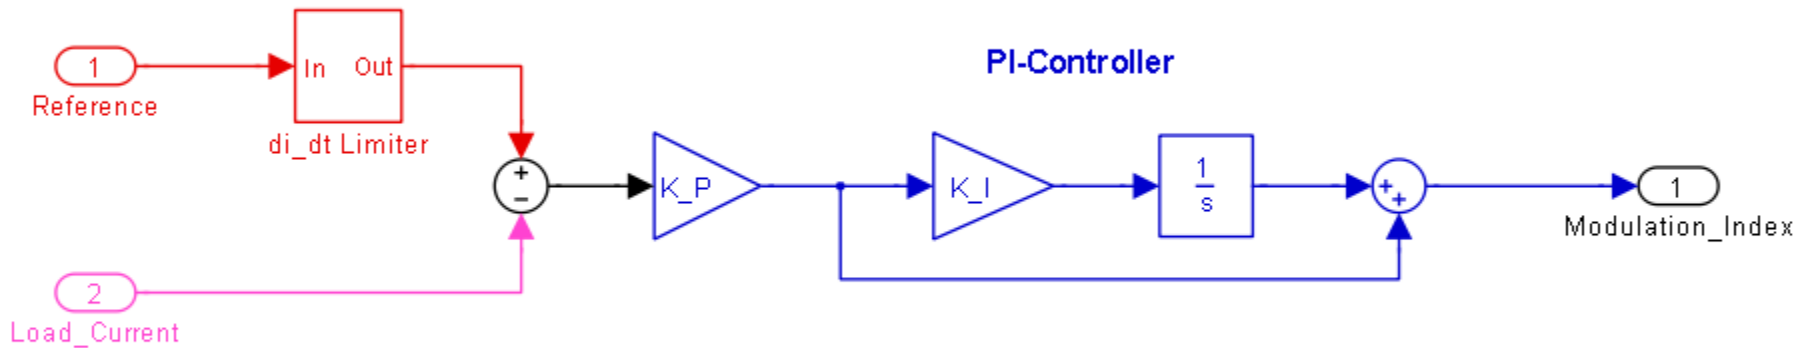 PI-Controller
1
In Out
Reference
di_dt Limiter
+
−
K_P
K_I
1
s
+
+
1
Modulation_Index
2
Load_Current